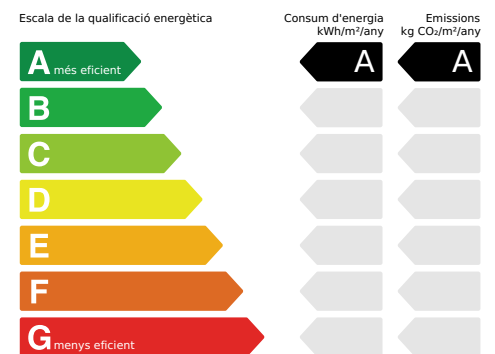 Escala de la qualificació energètica
Consum d'energia
kWh/m²/any
Emissions
kg CO₂/m²/any
A més eficient
A
A
B
C
D
E
F
G menys eficient